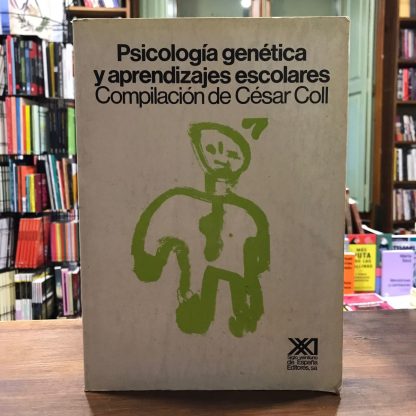 Psicología genética
y aprendizajes escolares
Compilación de César Coll
XXI
Siglo veintiuno
de España
Editores, sa